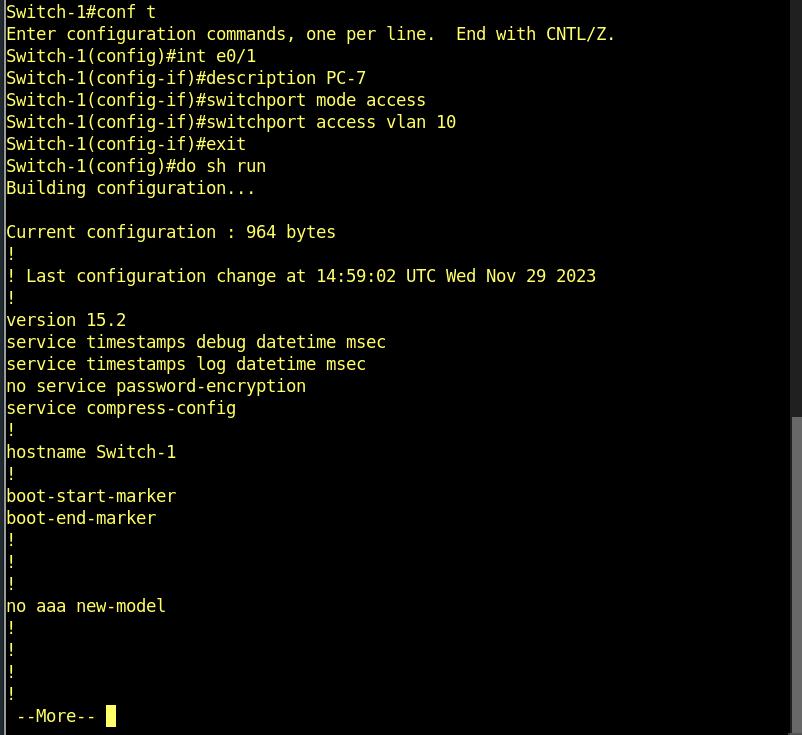 Switch-1#conf t
Enter configuration commands, one per line.  End with CNTL/Z.
Switch-1(config)#int e0/1
Switch-1(config-if)#description PC-7
Switch-1(config-if)#switchport mode access
Switch-1(config-if)#switchport access vlan 10
Switch-1(config-if)#exit
Switch-1(config)#do sh run
Building configuration...

Current configuration : 964 bytes
!
! Last configuration change at 14:59:02 UTC Wed Nov 29 2023
!
version 15.2
service timestamps debug datetime msec
service timestamps log datetime msec
no service password-encryption
service compress-config
!
hostname Switch-1
!
boot-start-marker
boot-end-marker
!
!
!
no aaa new-model
!
!
!
!
 --More--